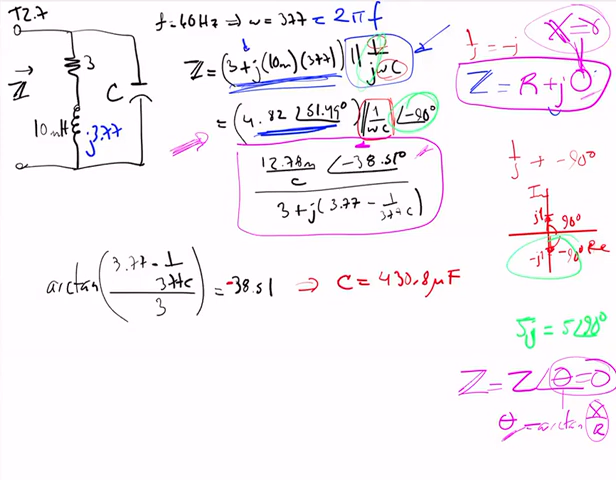 T2.7
f=60Hz ⇒ ω = 377 = 2πf
3
C
Z
10mH
j3.77
Z = (3+j(10m)(377)) || 1/jωC
= (4.82 ∠51.49°) || 1/ωC ∠-90°
12.78m/C ∠-38.51°
3+j(3.77 - 1/377C)
arctan((3.77 - 1/377C)/3) = -38.51 ⇒ C = 430.8μF
1/j = -j
X=0
Z = R+j0
1/j → -90°
Im
j1 90°
-j1 -90° Re
5j = 5∠90°
Z = Z∠θ=0
θ = arctan X/R